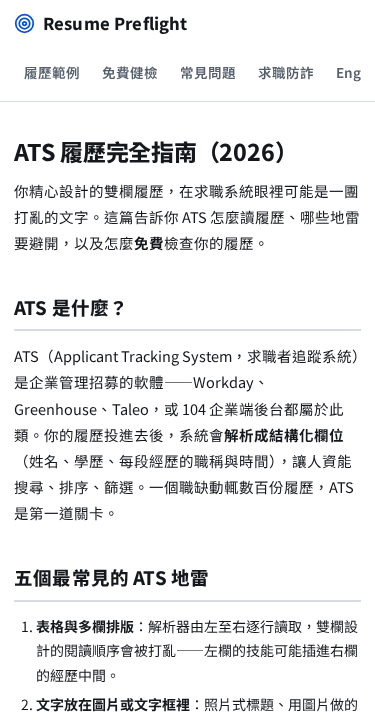 Resume Preflight
履歷範例 免費健檢 常見問題 求職防詐 Eng
ATS 履歷完全指南（2026）
你精心設計的雙欄履歷，在求職系統眼裡可能是一團
打亂的文字。這篇告訴你 ATS 怎麼讀履歷、哪些地雷
要避開，以及怎麼免費檢查你的履歷。
ATS 是什麼？
ATS（Applicant Tracking System，求職者追蹤系統）
是企業管理招募的軟體——Workday、
Greenhouse、Taleo，或 104 企業端後台都屬於此
類。你的履歷投進去後，系統會解析成結構化欄位
（姓名、學歷、每段經歷的職稱與時間），讓人資能
搜尋、排序、篩選。一個職缺動輒數百份履歷，ATS
是第一道關卡。
五個最常見的 ATS 地雷
1. 表格與多欄排版：解析器由左至右逐行讀取，雙欄設
計的閱讀順序會被打亂——左欄的技能可能插進右欄
的經歷中間。
2. 文字放在圖片或文字框裡：照片式標題、用圖片做的